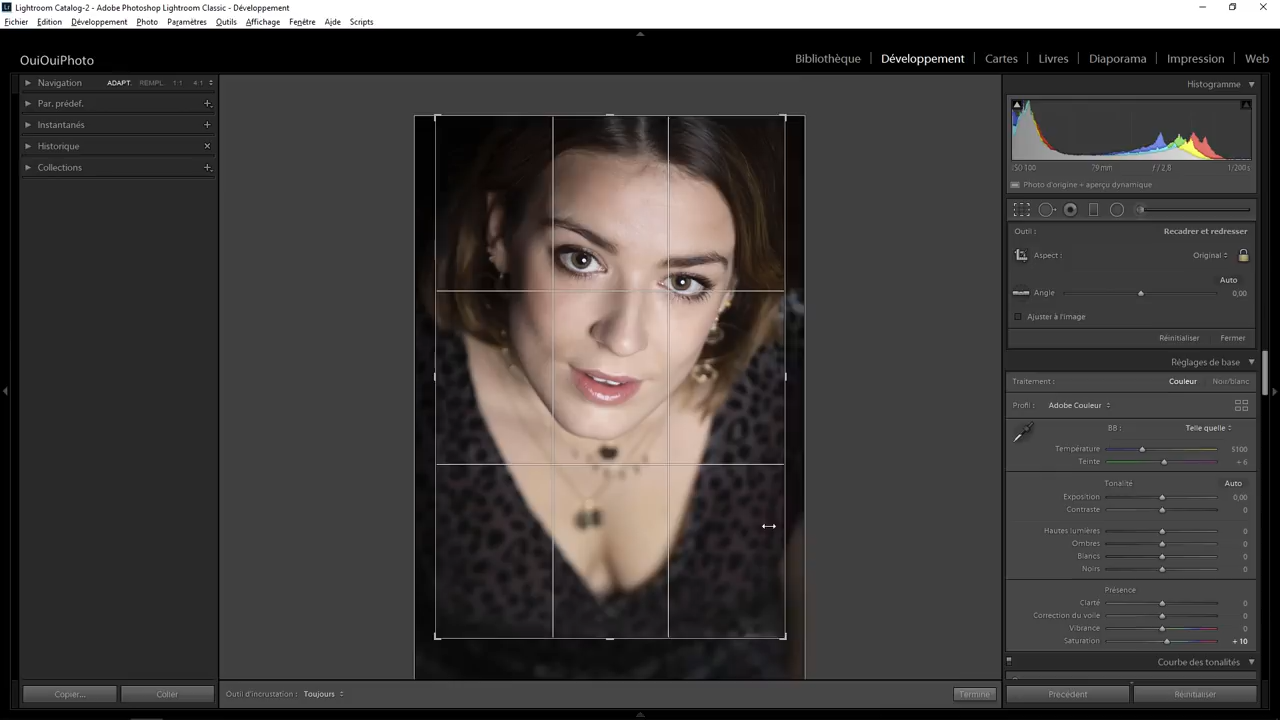 Lightroom Catalog-2 - Adobe Photoshop Lightroom Classic - Développement
Fichier Edition Développement Photo Paramètres Outils Affichage Fenêtre Aide Scripts
OuiOuiPhoto
Bibliothèque | Développement | Cartes | Livres | Diaporama | Impression | Web
Navigation ADAPT. REMPL. 1:1 4:1
Par. prédéf.
Instantanés
Historique
Collections
Histogramme
ISO 100 79 mm ƒ / 2,8 1/200s
Photo d'origine + aperçu dynamique
Outil : Recadrer et redresser
Aspect : Original
Auto
Angle 0,00
Ajuster à l'image
Réinitialiser Fermer
Réglages de base
Traitement : Couleur Noir/blanc
Profil : Adobe Couleur
BB : Telle quelle
Température 5100
Teinte + 6
Tonalité Auto
Exposition 0,00
Contraste 0
Hautes lumières 0
Ombres 0
Blancs 0
Noirs 0
Présence
Clarté 0
Correction du voile 0
Vibrance 0
Saturation + 10
Courbe des tonalités
Copier... Coller
Outil d'incrustation : Toujours
Terminé
Précédent Réinitialiser